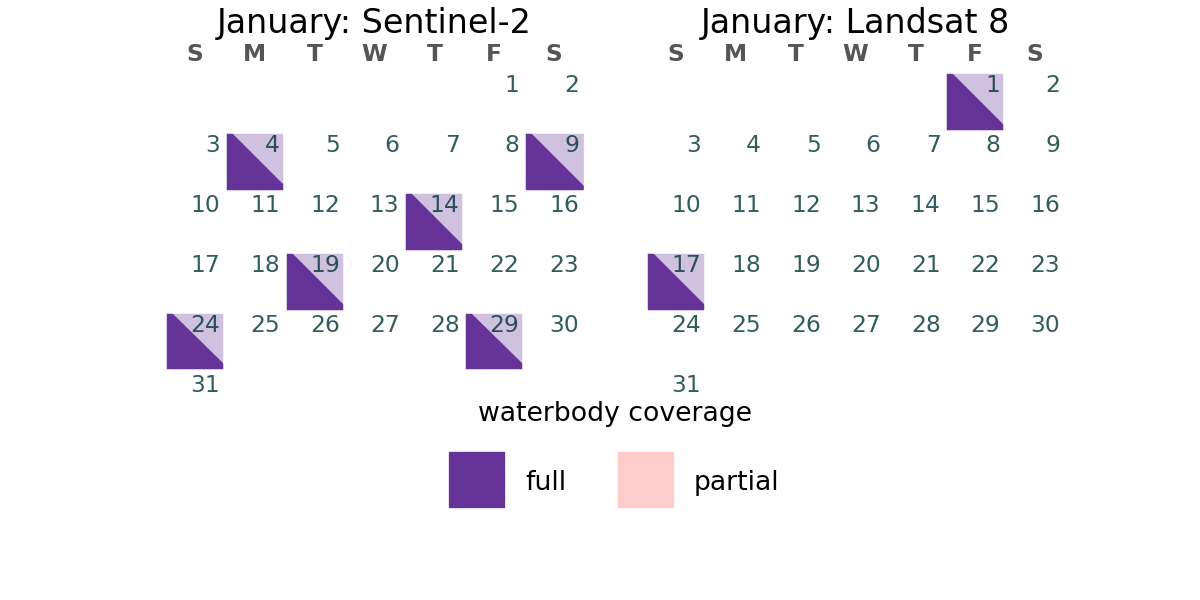 January: Sentinel-2
S M T W T F S
1 2
3 4 5 6 7 8 9
10 11 12 13 14 15 16
17 18 19 20 21 22 23
24 25 26 27 28 29 30
31
January: Landsat 8
S M T W T F S
1 2
3 4 5 6 7 8 9
10 11 12 13 14 15 16
17 18 19 20 21 22 23
24 25 26 27 28 29 30
31
waterbody coverage
full partial